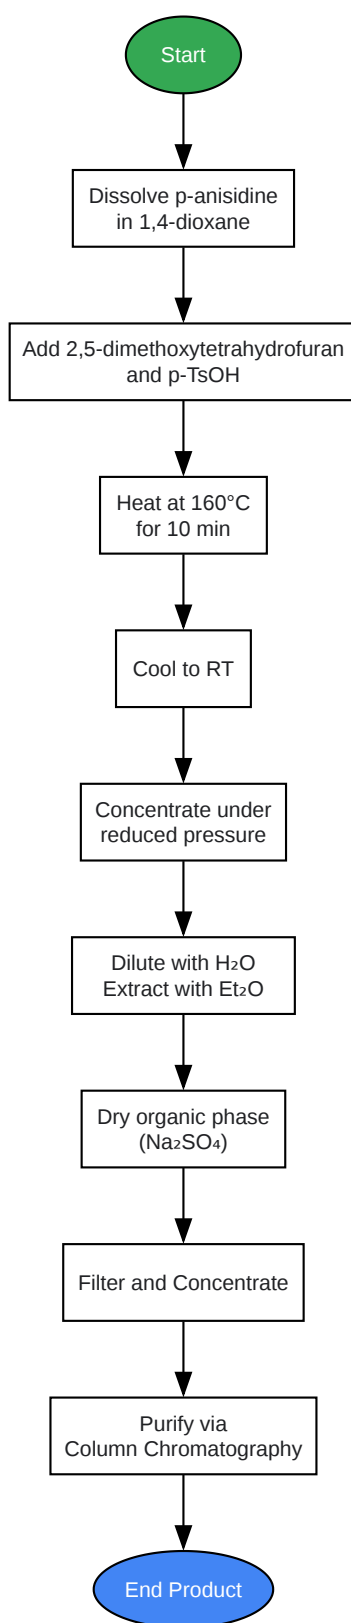 Start
Dissolve p-anisidine
in 1,4-dioxane
Add 2,5-dimethoxytetrahydrofuran
and p-TsOH
Heat at 160°C
for 10 min
Cool to RT
Concentrate under
reduced pressure
Dilute with H₂O
Extract with Et₂O
Dry organic phase
(Na₂SO₄)
Filter and Concentrate
Purify via
Column Chromatography
End Product